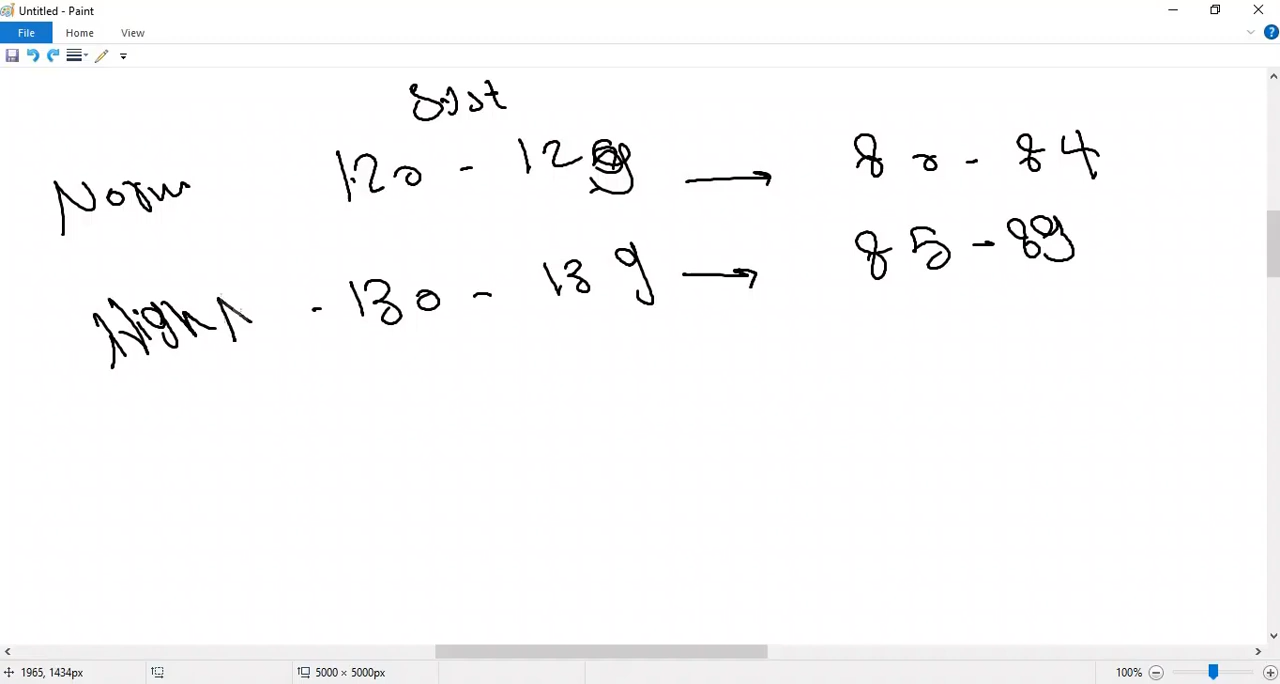 Untitled - Paint
File Home View
Syst
Norm 120 - 129 → 80 - 84
High N - 130 - 139 → 85 - 89
1965, 1434px 5000 × 5000px 100%